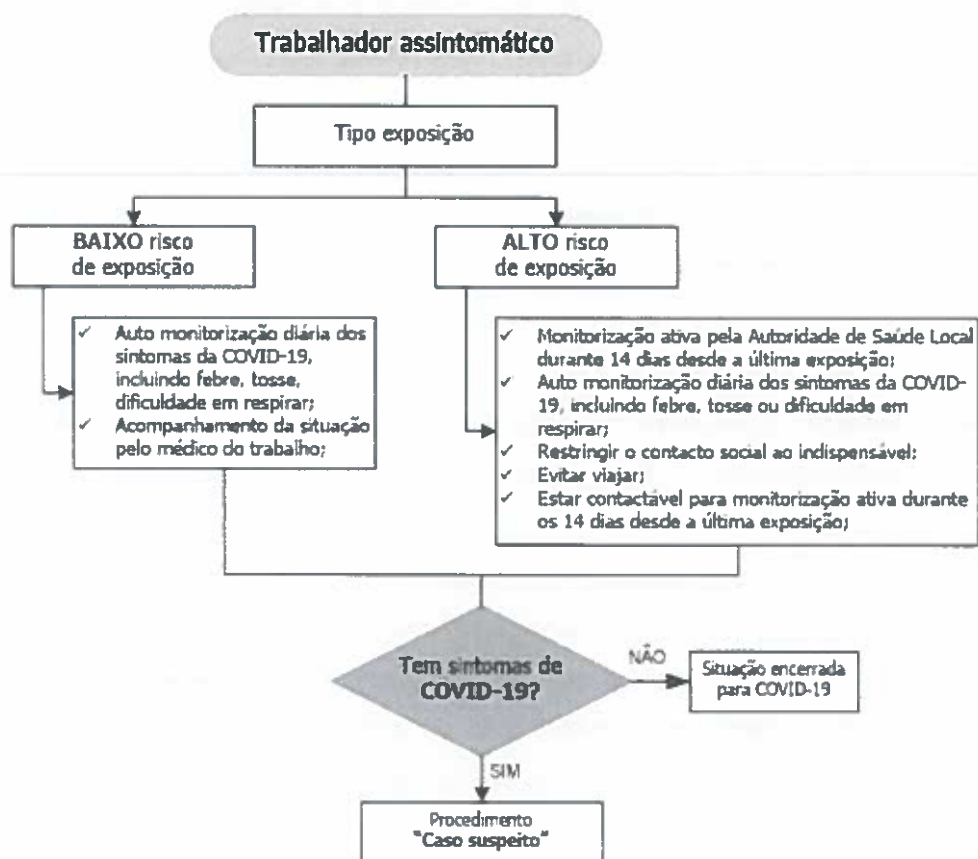 Trabalhador assintomático
Tipo exposição
BAIXO risco
de exposição
ALTO risco
de exposição
✓ Auto monitorização diária dos
sintomas da COVID-19,
incluindo febre, tosse,
dificuldade em respirar;
✓ Acompanhamento da situação
pelo médico do trabalho;
✓ Monitorização ativa pela Autoridade de Saúde Local
durante 14 dias desde a última exposição;
✓ Auto monitorização diária dos sintomas da COVID-
19, incluindo febre, tosse ou dificuldade em
respirar;
✓ Restringir o contacto social ao indispensável;
✓ Evitar viajar;
✓ Estar contactável para monitorização ativa durante
os 14 dias desde a última exposição;
Tem sintomas de
COVID-19?
NÃO
Situação encerrada
para COVID-19
SIM
Procedimento
"Caso suspeito"